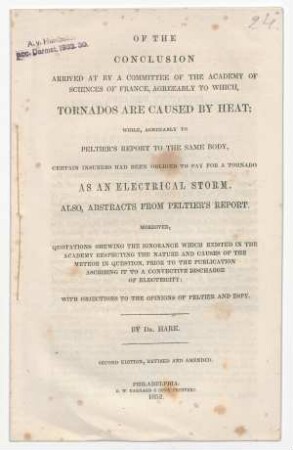 24.
OF THE
CONCLUSION
ARRIVED AT BY A COMMITTEE OF THE ACADEMY OF
SCIENCES OF FRANCE, AGREEABLY TO WHICH,
TORNADOS ARE CAUSED BY HEAT;
WHILE, AGREEABLY TO
PELTIER'S REPORT TO THE SAME BODY,
CERTAIN INSURERS HAD BEEN OBLIGED TO PAY FOR A TORNADO
AS AN ELECTRICAL STORM.
ALSO, ABSTRACTS FROM PELTIER'S REPORT.
MOREOVER,
QUOTATIONS SHEWING THE IGNORANCE WHICH EXISTED IN THE
ACADEMY RESPECTING THE NATURE AND CAUSES OF THE
METEOR IN QUESTION, PRIOR TO THE PUBLICATION
ASCRIBING IT TO A CONVECTIVE DISCHARGE
OF ELECTRICITY;
WITH OBJECTIONS TO THE OPINIONS OF PELTIER AND ESPY.
BY DR. HARE.
SECOND EDITION, REVISED AND AMENDED.
PHILADELPHIA:
1852.